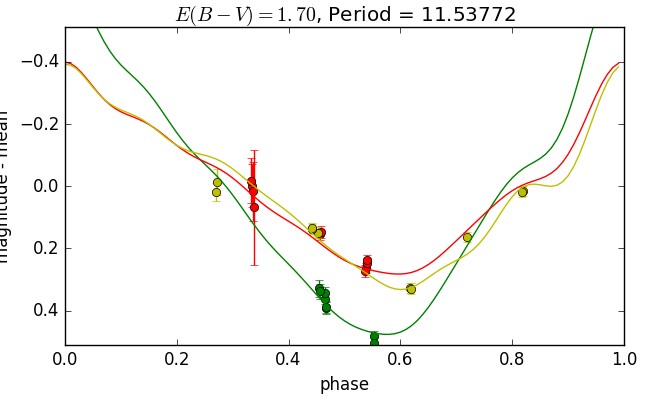 E(B − V) = 1.70, Period = 11.53772
−0.4
−0.2
0.0
0.2
0.4
magnitude - mean
0.0 0.2 0.4 0.6 0.8 1.0
phase